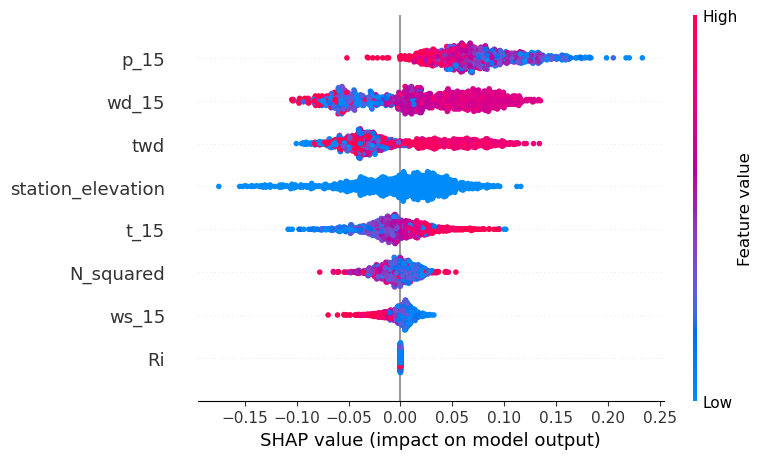 High
p_15
wd_15
twd
station_elevation
t_15
N_squared
ws_15
Ri
Feature value
Low
−0.15 −0.10 −0.05 0.00 0.05 0.10 0.15 0.20 0.25
SHAP value (impact on model output)